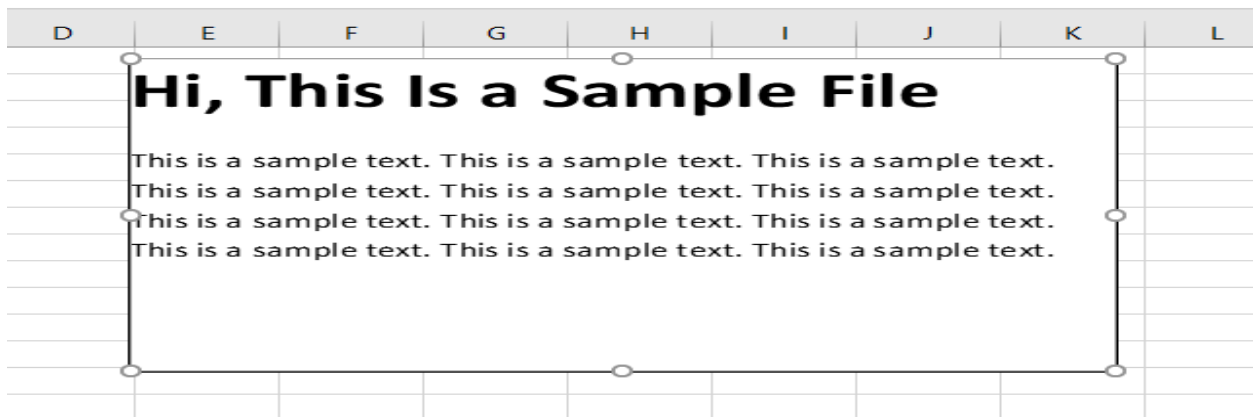 D E F G H I J K L
Hi, This Is a Sample File
This is a sample text. This is a sample text. This is a sample text.
This is a sample text. This is a sample text. This is a sample text.
This is a sample text. This is a sample text. This is a sample text.
This is a sample text. This is a sample text. This is a sample text.